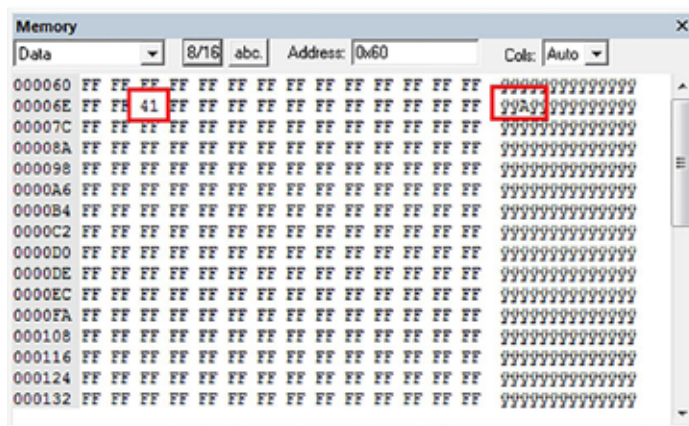 Memory
Data 8/16 abc. Address: 0x60 Cols: Auto
000060 FF FF FF FF FF FF FF FF FF FF FF FF FF FF ÿÿÿÿÿÿÿÿÿÿÿÿÿÿ
00006E FF FF 41 FF FF FF FF FF FF FF FF FF FF FF ÿÿAÿÿÿÿÿÿÿÿÿÿÿ
00007C FF FF FF FF FF FF FF FF FF FF FF FF FF FF ÿÿÿÿÿÿÿÿÿÿÿÿÿÿ
00008A FF FF FF FF FF FF FF FF FF FF FF FF FF FF ÿÿÿÿÿÿÿÿÿÿÿÿÿÿ
000098 FF FF FF FF FF FF FF FF FF FF FF FF FF FF ÿÿÿÿÿÿÿÿÿÿÿÿÿÿ
0000A6 FF FF FF FF FF FF FF FF FF FF FF FF FF FF ÿÿÿÿÿÿÿÿÿÿÿÿÿÿ
0000B4 FF FF FF FF FF FF FF FF FF FF FF FF FF FF ÿÿÿÿÿÿÿÿÿÿÿÿÿÿ
0000C2 FF FF FF FF FF FF FF FF FF FF FF FF FF FF ÿÿÿÿÿÿÿÿÿÿÿÿÿÿ
0000D0 FF FF FF FF FF FF FF FF FF FF FF FF FF FF ÿÿÿÿÿÿÿÿÿÿÿÿÿÿ
0000DE FF FF FF FF FF FF FF FF FF FF FF FF FF FF ÿÿÿÿÿÿÿÿÿÿÿÿÿÿ
0000EC FF FF FF FF FF FF FF FF FF FF FF FF FF FF ÿÿÿÿÿÿÿÿÿÿÿÿÿÿ
0000FA FF FF FF FF FF FF FF FF FF FF FF FF FF FF ÿÿÿÿÿÿÿÿÿÿÿÿÿÿ
000108 FF FF FF FF FF FF FF FF FF FF FF FF FF FF ÿÿÿÿÿÿÿÿÿÿÿÿÿÿ
000116 FF FF FF FF FF FF FF FF FF FF FF FF FF FF ÿÿÿÿÿÿÿÿÿÿÿÿÿÿ
000124 FF FF FF FF FF FF FF FF FF FF FF FF FF FF ÿÿÿÿÿÿÿÿÿÿÿÿÿÿ
000132 FF FF FF FF FF FF FF FF FF FF FF FF FF FF ÿÿÿÿÿÿÿÿÿÿÿÿÿÿ